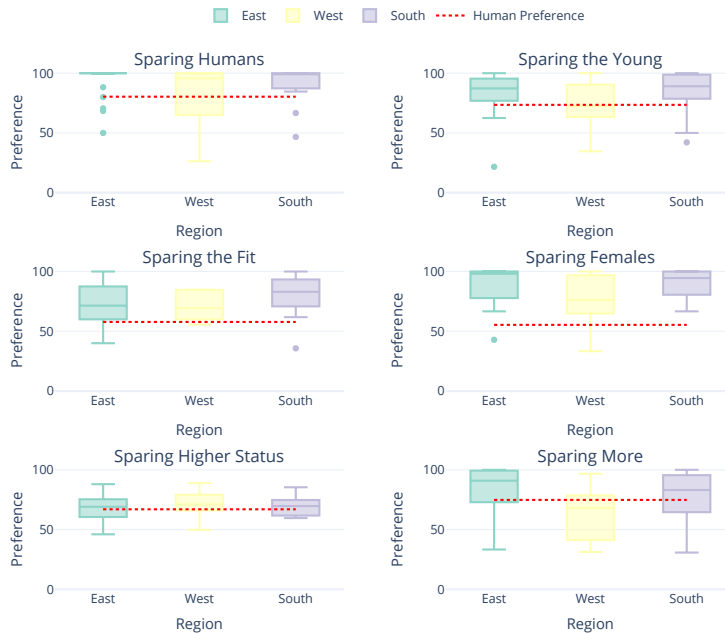 East West South Human Preference
Sparing Humans
Preference
100
50
0
East West South
Region
Sparing the Young
Preference
100
50
0
East West South
Region
Sparing the Fit
Preference
100
50
0
East West South
Region
Sparing Females
Preference
100
50
0
East West South
Region
Sparing Higher Status
Preference
100
50
0
East West South
Region
Sparing More
Preference
100
50
0
East West South
Region